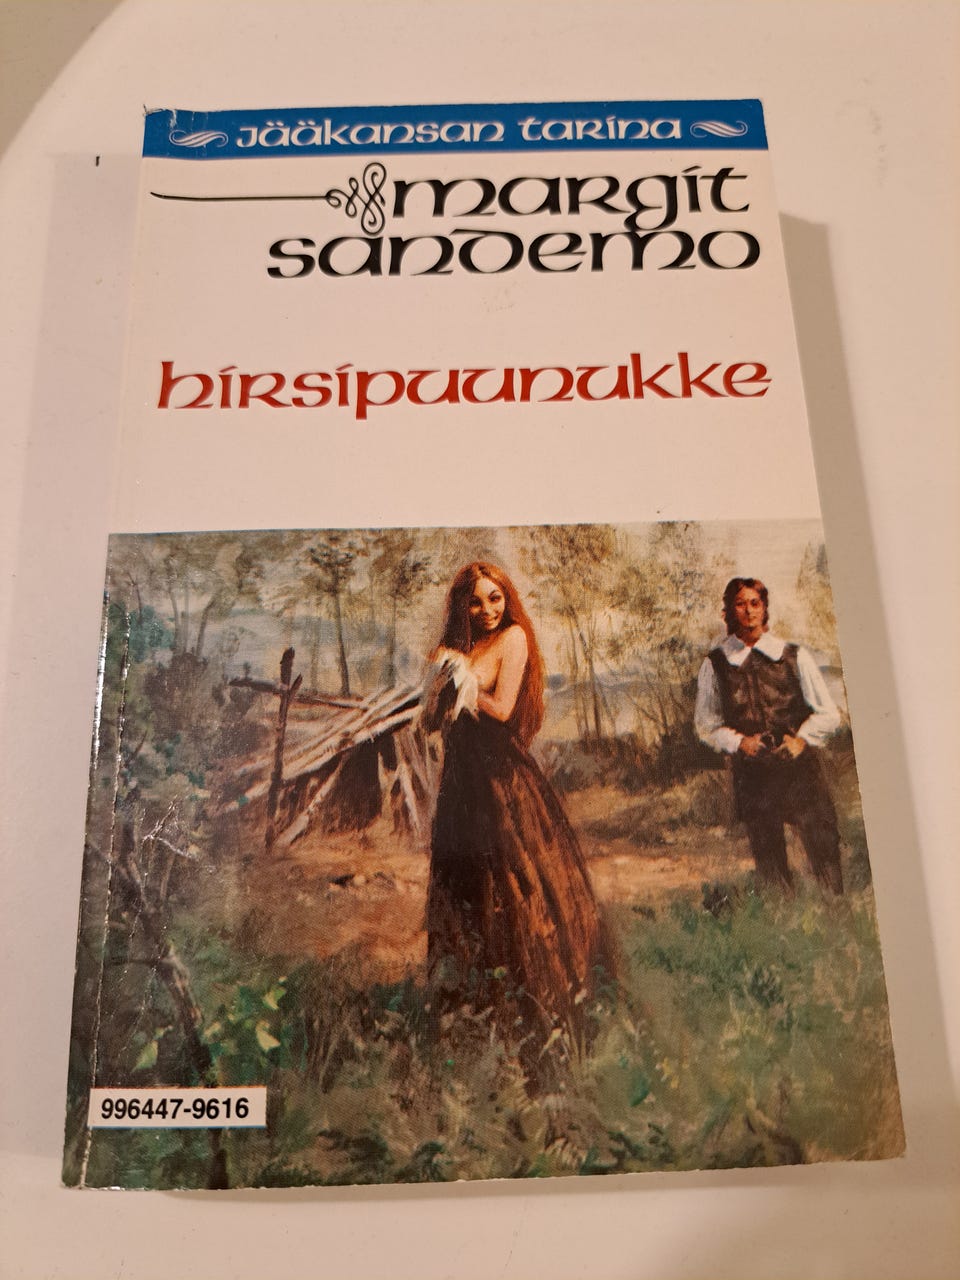 Jääkansan tarina
margit
sandemo
hirsipuunukke
996447-9616